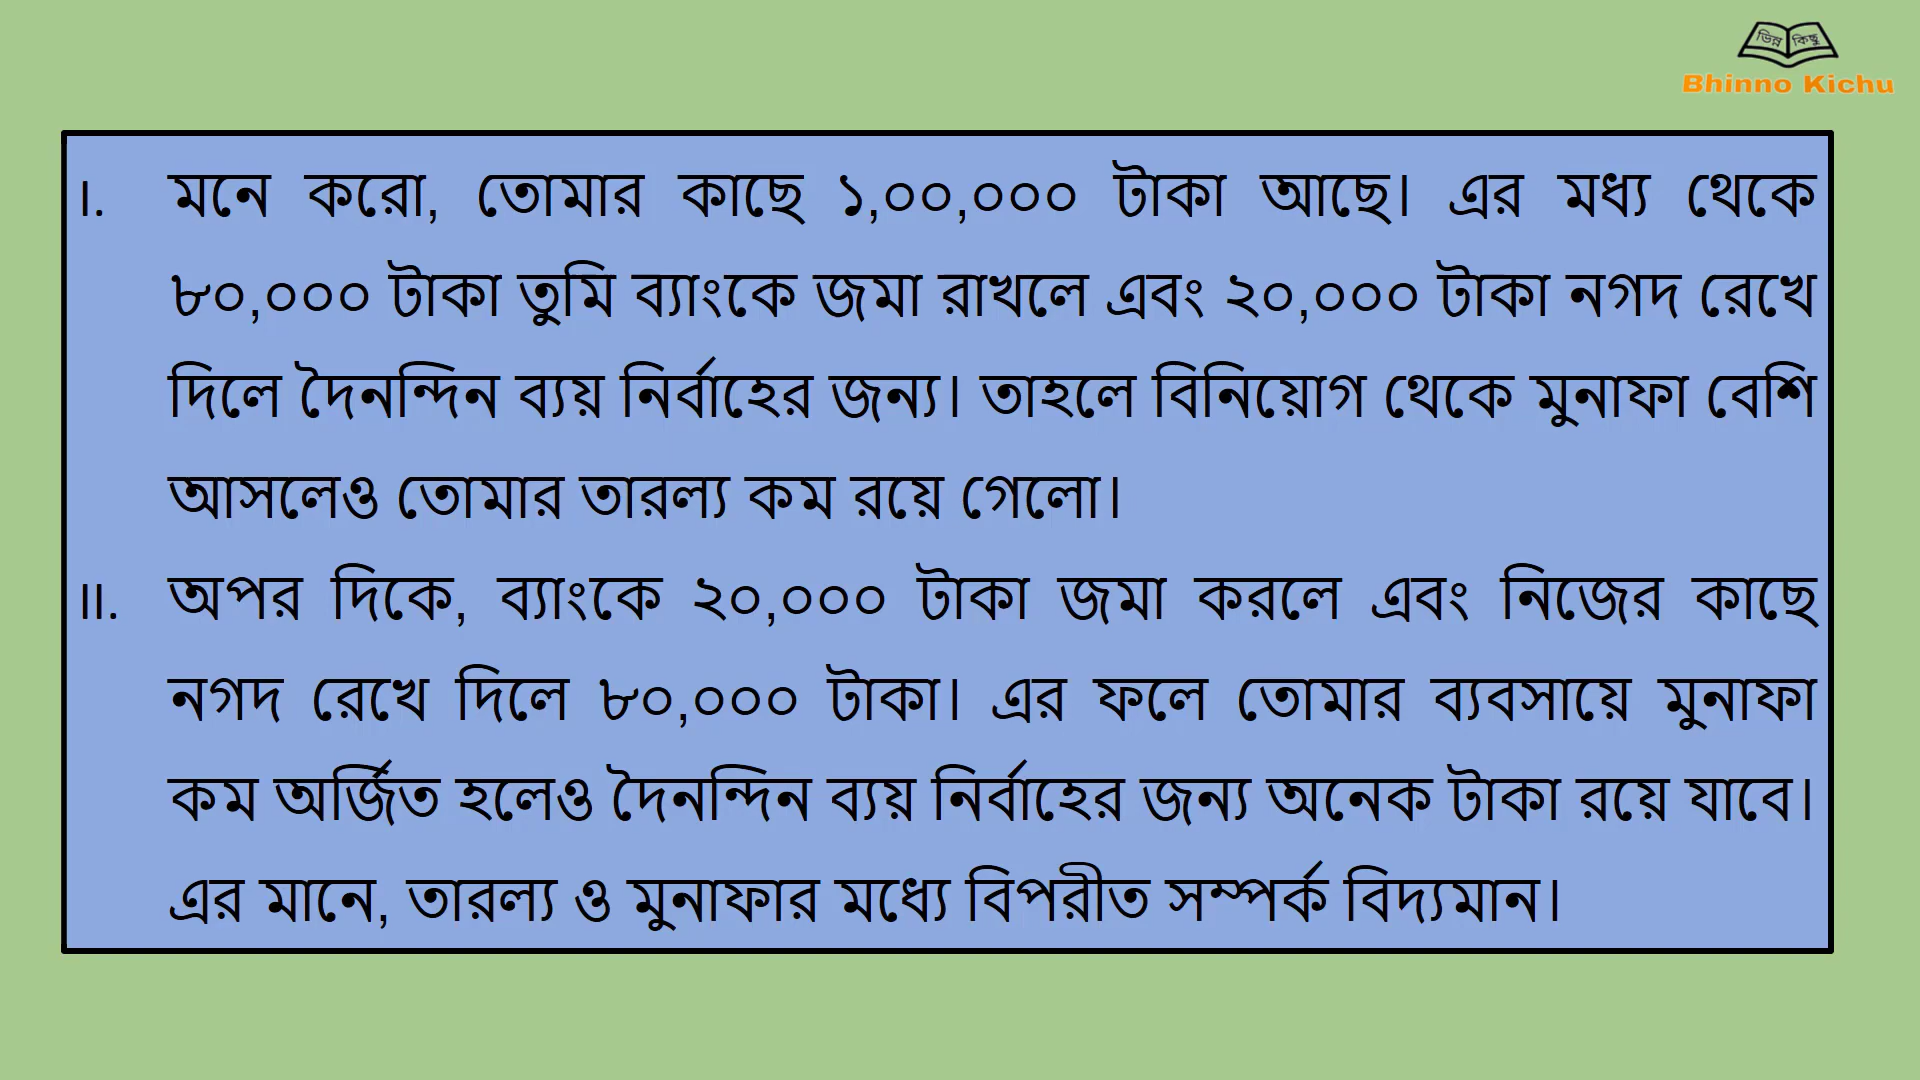 ভিন্ন কিছু
Bhinno Kichu
I. মনে করো, তোমার কাছে ১,০০,০০০ টাকা আছে। এর মধ্য থেকে
৮০,০০০ টাকা তুমি ব্যাংকে জমা রাখলে এবং ২০,০০০ টাকা নগদ রেখে
দিলে দৈনন্দিন ব্যয় নির্বাহের জন্য। তাহলে বিনিয়োগ থেকে মুনাফা বেশি
আসলেও তোমার তারল্য কম রয়ে গেলো।
II. অপর দিকে, ব্যাংকে ২০,০০০ টাকা জমা করলে এবং নিজের কাছে
নগদ রেখে দিলে ৮০,০০০ টাকা। এর ফলে তোমার ব্যবসায়ে মুনাফা
কম অর্জিত হলেও দৈনন্দিন ব্যয় নির্বাহের জন্য অনেক টাকা রয়ে যাবে।
এর মানে, তারল্য ও মুনাফার মধ্যে বিপরীত সম্পর্ক বিদ্যমান।